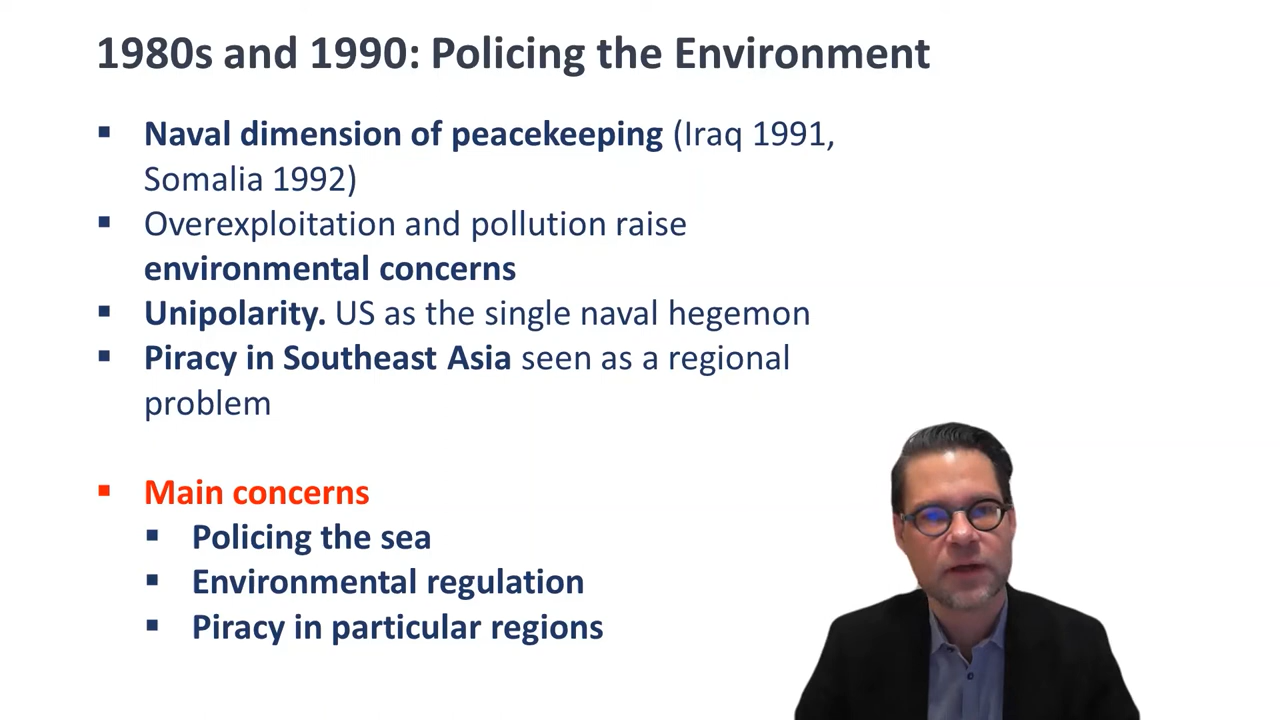 1980s and 1990: Policing the Environment
▪ Naval dimension of peacekeeping (Iraq 1991,
Somalia 1992)
▪ Overexploitation and pollution raise
environmental concerns
▪ Unipolarity. US as the single naval hegemon
▪ Piracy in Southeast Asia seen as a regional
problem
▪ Main concerns
▪ Policing the sea
▪ Environmental regulation
▪ Piracy in particular regions